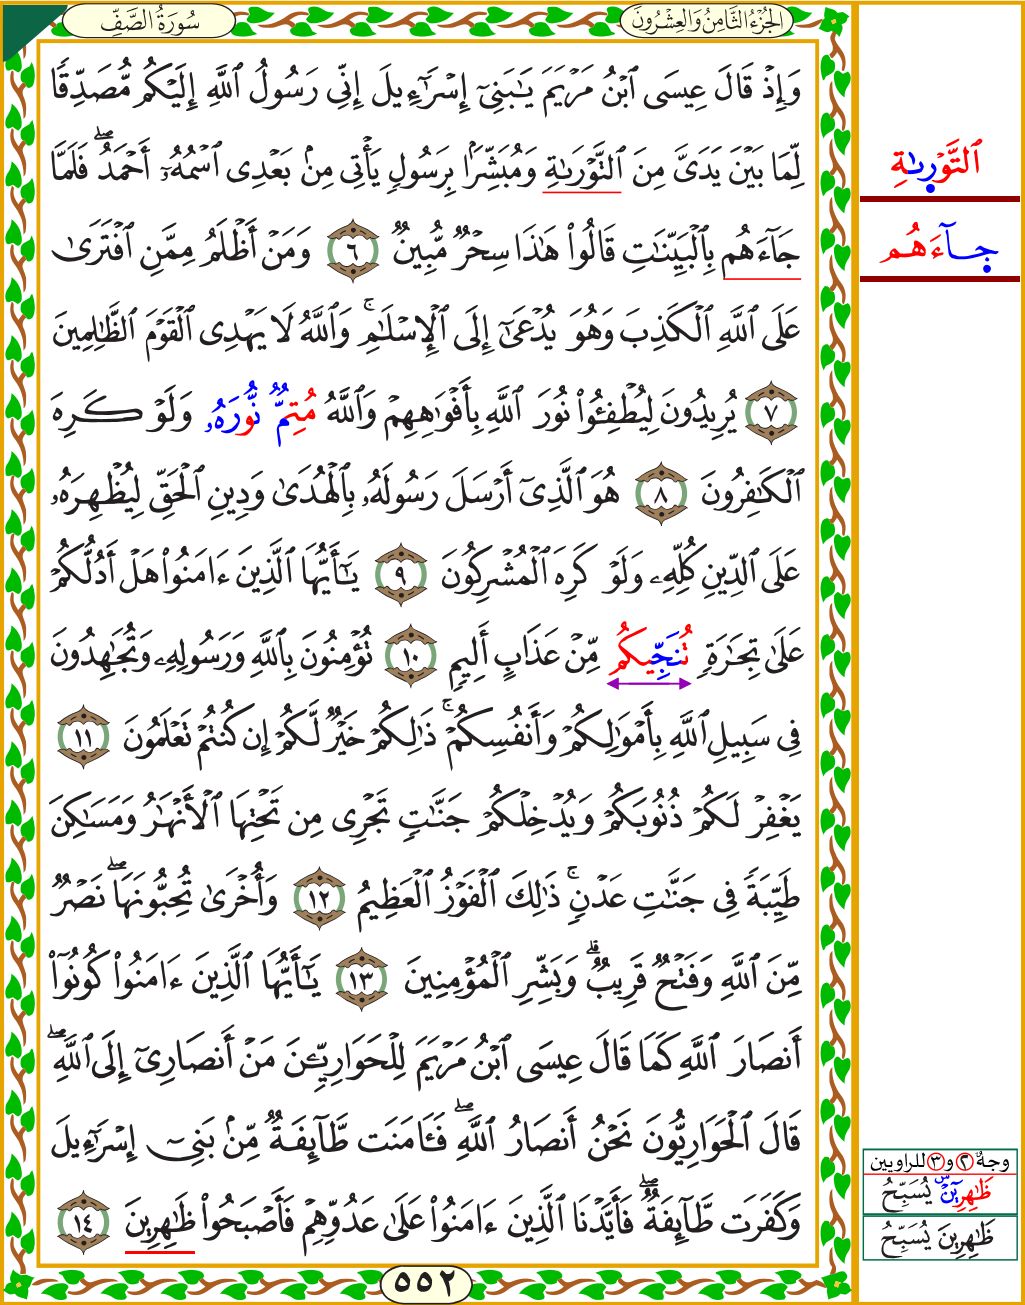 الجُزْءُ الثَّامِنُ وَالعِشْرُونَ
سُورَةُ الصَّفِّ
وَإِذْ قَالَ عِيسَى ٱبْنُ مَرْيَمَ يَـٰبَنِىٓ إِسْرَٰٓءِيلَ إِنِّى رَسُولُ ٱللَّهِ إِلَيْكُم مُّصَدِّقًا
لِّمَا بَيْنَ يَدَىَّ مِنَ ٱلتَّوْرَىٰةِ وَمُبَشِّرًۢا بِرَسُولٍ يَأْتِى مِنۢ بَعْدِى ٱسْمُهُۥٓ أَحْمَدُ ۖ فَلَمَّا
جَآءَهُم بِٱلْبَيِّنَـٰتِ قَالُوا۟ هَـٰذَا سِحْرٌ مُّبِينٌ ٦ وَمَنْ أَظْلَمُ مِمَّنِ ٱفْتَرَىٰ
عَلَى ٱللَّهِ ٱلْكَذِبَ وَهُوَ يُدْعَىٰٓ إِلَى ٱلْإِسْلَـٰمِ ۚ وَٱللَّهُ لَا يَهْدِى ٱلْقَوْمَ ٱلظَّـٰلِمِينَ
٧ يُرِيدُونَ لِيُطْفِـُٔوا۟ نُورَ ٱللَّهِ بِأَفْوَٰهِهِمْ وَٱللَّهُ مُتِمٌّ نُّورَهُۥ وَلَوْ كَرِهَ
ٱلْكَـٰفِرُونَ ٨ هُوَ ٱلَّذِىٓ أَرْسَلَ رَسُولَهُۥ بِٱلْهُدَىٰ وَدِينِ ٱلْحَقِّ لِيُظْهِرَهُۥ
عَلَى ٱلدِّينِ كُلِّهِۦ وَلَوْ كَرِهَ ٱلْمُشْرِكُونَ ٩ يَـٰٓأَيُّهَا ٱلَّذِينَ ءَامَنُوا۟ هَلْ أَدُلُّكُمْ
عَلَىٰ تِجَـٰرَةٍ تُنَجِّيكُم مِّنْ عَذَابٍ أَلِيمٍ ١٠ تُؤْمِنُونَ بِٱللَّهِ وَرَسُولِهِۦ وَتُجَـٰهِدُونَ
فِى سَبِيلِ ٱللَّهِ بِأَمْوَٰلِكُمْ وَأَنفُسِكُمْ ۚ ذَٰلِكُمْ خَيْرٌ لَّكُمْ إِن كُنتُمْ تَعْلَمُونَ ١١
يَغْفِرْ لَكُمْ ذُنُوبَكُمْ وَيُدْخِلْكُمْ جَنَّـٰتٍ تَجْرِى مِن تَحْتِهَا ٱلْأَنْهَـٰرُ وَمَسَـٰكِنَ
طَيِّبَةً فِى جَنَّـٰتِ عَدْنٍ ۚ ذَٰلِكَ ٱلْفَوْزُ ٱلْعَظِيمُ ١٢ وَأُخْرَىٰ تُحِبُّونَهَا ۖ نَصْرٌ
مِّنَ ٱللَّهِ وَفَتْحٌ قَرِيبٌ ۗ وَبَشِّرِ ٱلْمُؤْمِنِينَ ١٣ يَـٰٓأَيُّهَا ٱلَّذِينَ ءَامَنُوا۟ كُونُوٓا۟
أَنصَارَ ٱللَّهِ كَمَا قَالَ عِيسَى ٱبْنُ مَرْيَمَ لِلْحَوَارِيِّـۧنَ مَنْ أَنصَارِىٓ إِلَى ٱللَّهِ ۖ
قَالَ ٱلْحَوَارِيُّونَ نَحْنُ أَنصَارُ ٱللَّهِ ۖ فَـَٔامَنَت طَّآئِفَةٌ مِّنۢ بَنِىٓ إِسْرَٰٓءِيلَ
وَكَفَرَت طَّآئِفَةٌ ۖ فَأَيَّدْنَا ٱلَّذِينَ ءَامَنُوا۟ عَلَىٰ عَدُوِّهِمْ فَأَصْبَحُوا۟ ظَـٰهِرِينَ ١٤
٥٥٢
ٱلتَّوْرَىٰةِ
جَآءَهُم
وجهٌ ٢ و ٣ للراويين
ظَـٰهِرِينَ س يُسَبِّحُ
ظَـٰهِرِينَ يُسَبِّحُ